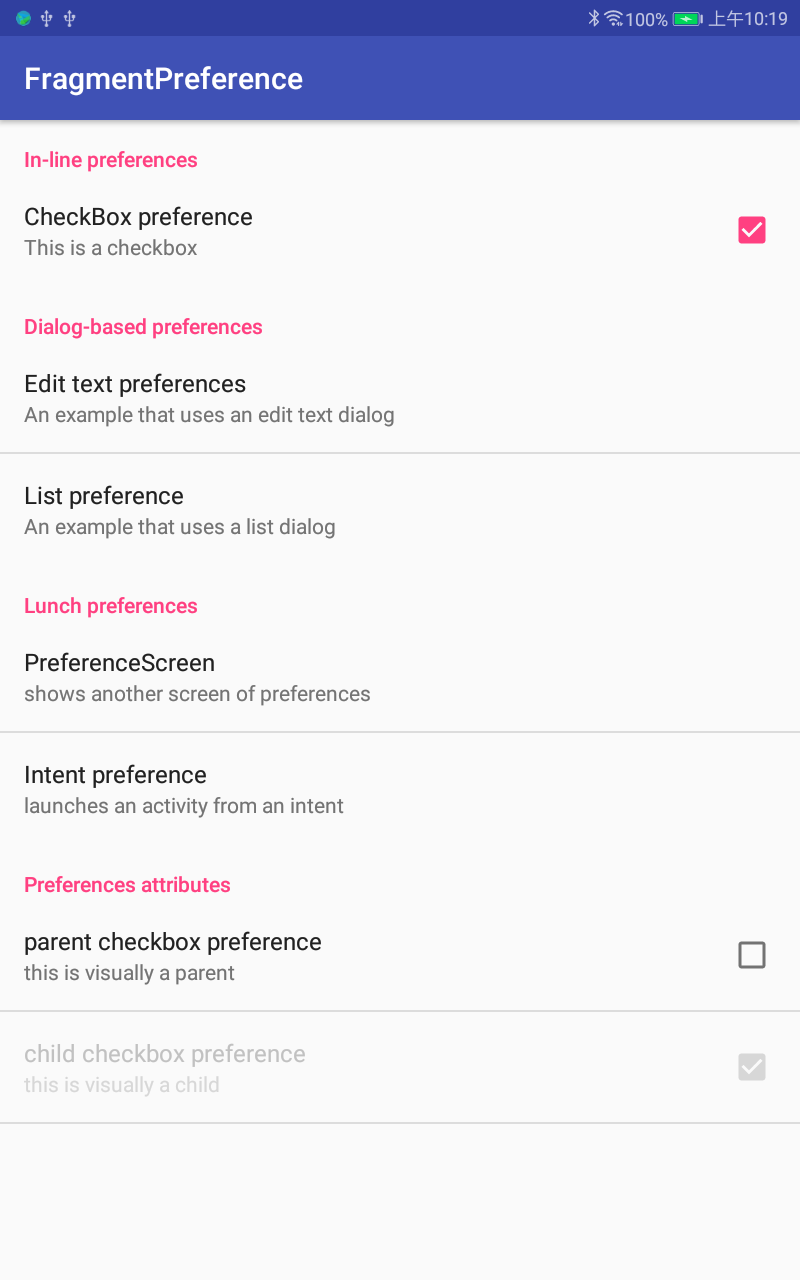 100% 上午10:19
FragmentPreference
In-line preferences
CheckBox preference
This is a checkbox
Dialog-based preferences
Edit text preferences
An example that uses an edit text dialog
List preference
An example that uses a list dialog
Lunch preferences
PreferenceScreen
shows another screen of preferences
Intent preference
launches an activity from an intent
Preferences attributes
parent checkbox preference
this is visually a parent
child checkbox preference
this is visually a child